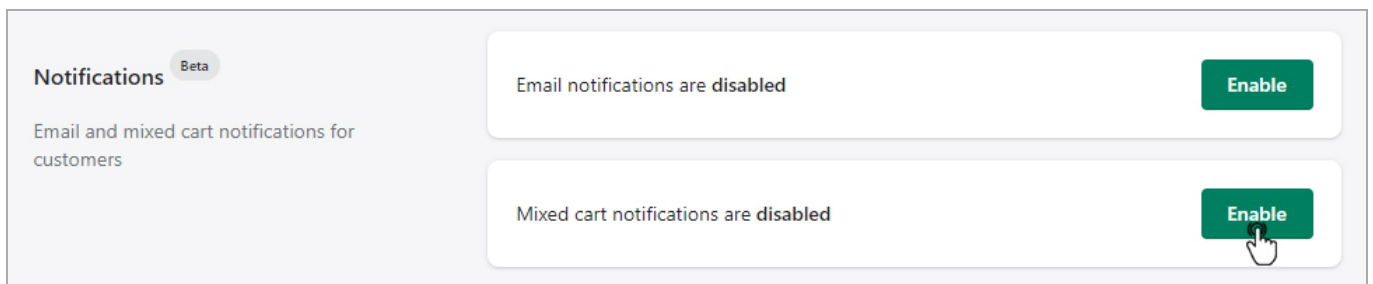 Notifications Beta
Email and mixed cart notifications for
customers
Email notifications are disabled
Enable
Mixed cart notifications are disabled
Enable